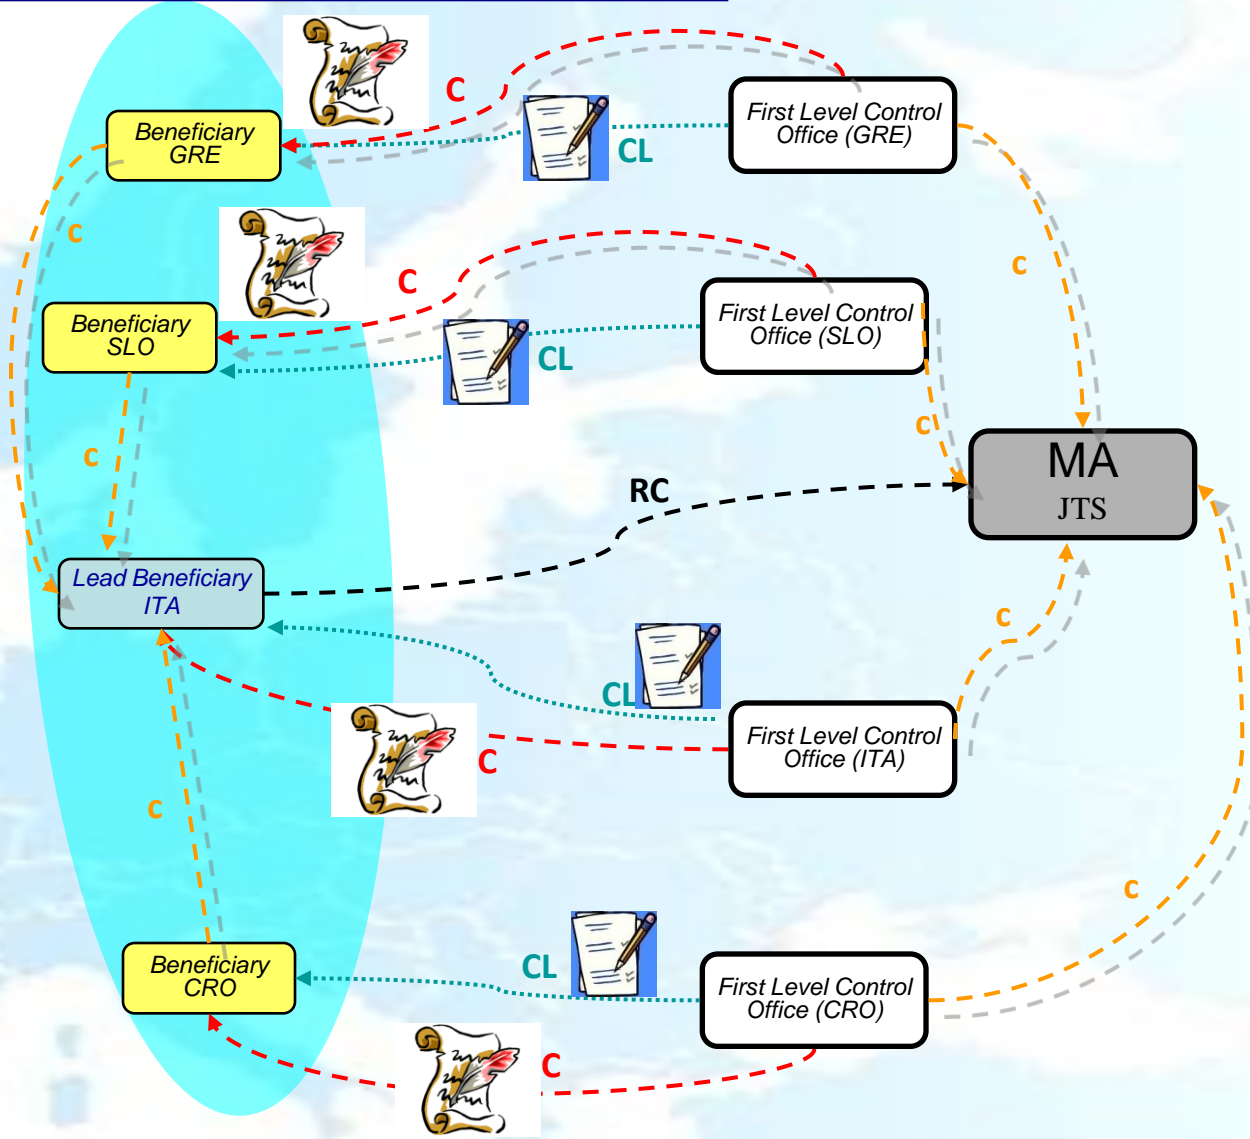 C
Beneficiary
GRE
CL
First Level Control
Office (GRE)
c
c
C
Beneficiary
SLO
CL
First Level Control
Office (SLO)
c
c
MA
JTS
RC
Lead Beneficiary
ITA
c
CL
C
First Level Control
Office (ITA)
c
c
Beneficiary
CRO
CL
First Level Control
Office (CRO)
C